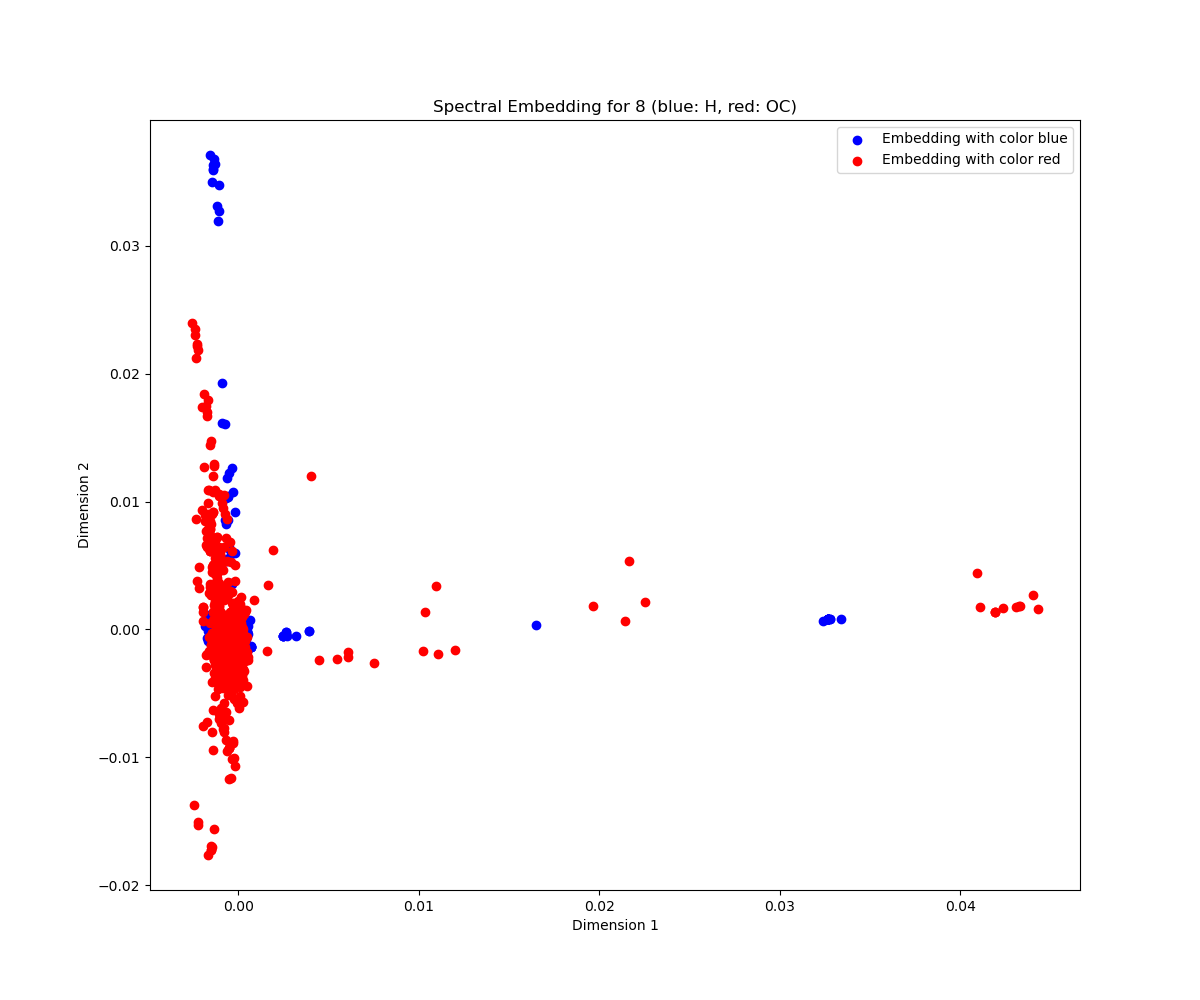 Spectral Embedding for 8 (blue: H, red: OC)
Embedding with color blue
Embedding with color red
Dimension 2
0.03
0.02
0.01
0.00
−0.01
−0.02
0.00 0.01 0.02 0.03 0.04
Dimension 1